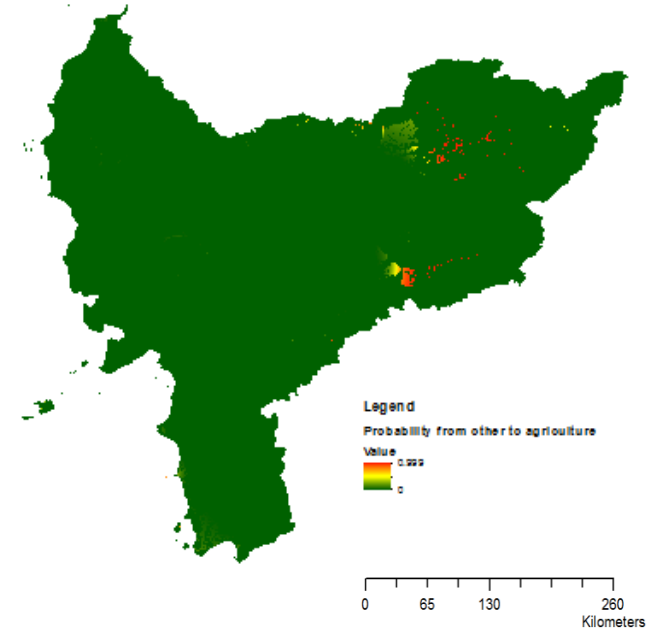 Legend
Probability from other to agriculture
Value
0.999
0
0 65 130 260
Kilometers